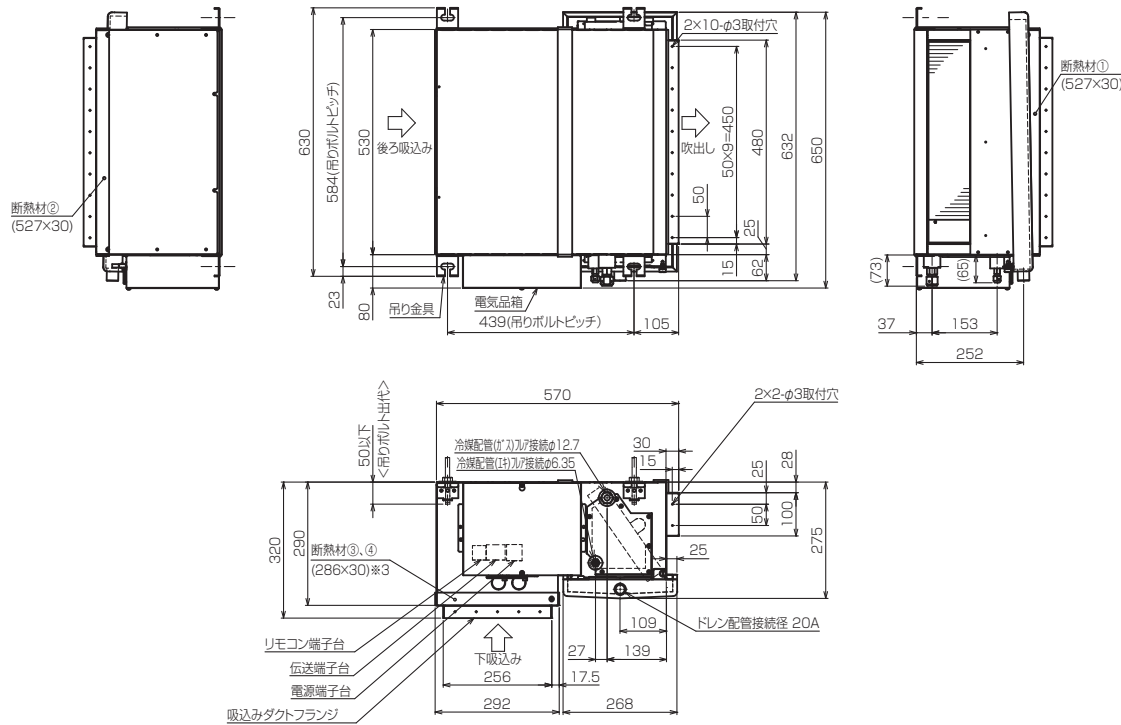 断熱材②
(527×30)
630
584(吊りボルトピッチ)
530
後ろ吸込み
吹出し
2×10-φ3取付穴
50×9=450
480
632
650
50
25
15
62
23
80
吊り金具
電気品箱
439(吊りボルトピッチ)
105
断熱材①
(527×30)
(73)
(65)
37
153
252
570
2×2-φ3取付穴
50以下
<吊りボルト出代>
冷媒配管(ガス)フレア接続φ12.7
冷媒配管(エキ)フレア接続φ6.35
30
15
25
28
50
100
275
320
290
断熱材③、④
(286×30)※3
25
リモコン端子台
伝送端子台
電源端子台
吸込みダクトフランジ
下吸込み
ドレン配管接続径 20A
109
27
139
256
17.5
292
268